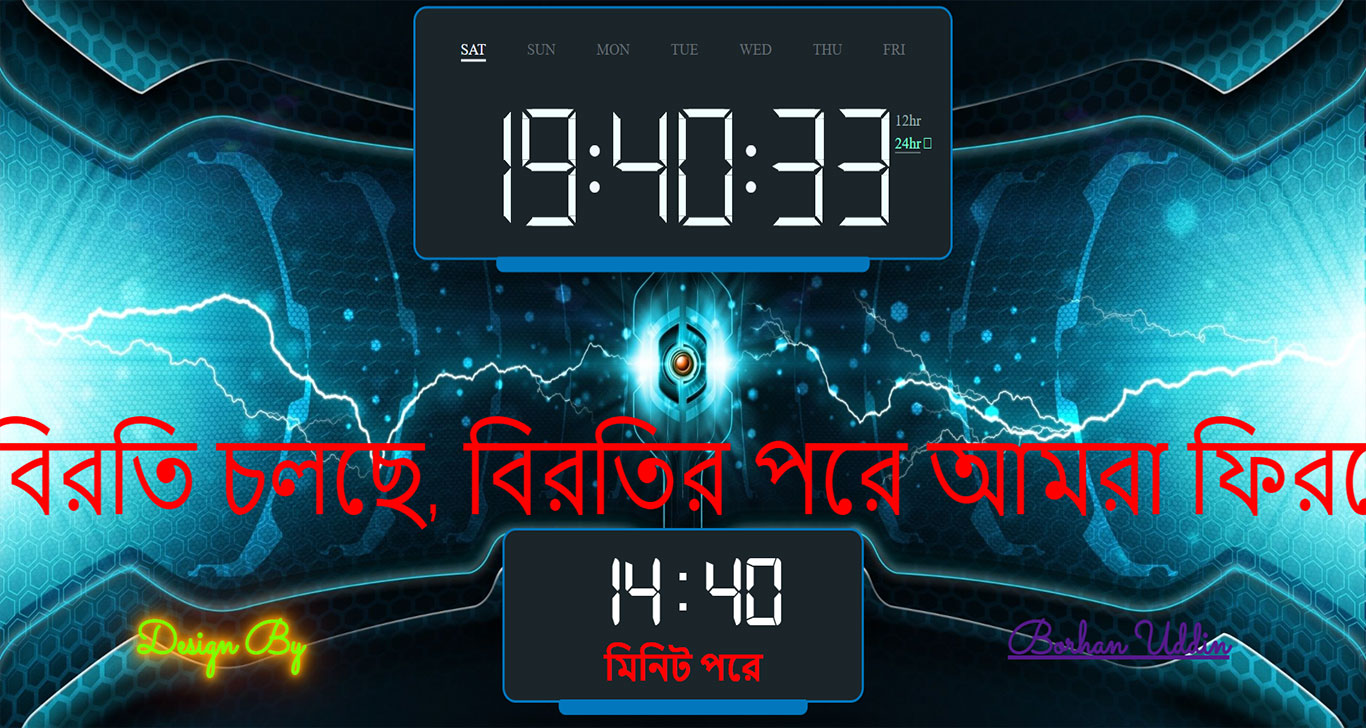 SAT SUN MON TUE WED THU FRI
19:40:33
12hr
24hr
বিরতি চলছে, বিরতির পরে আমরা
14:40
মিনিট পরে
Design By
Borhan Uddin